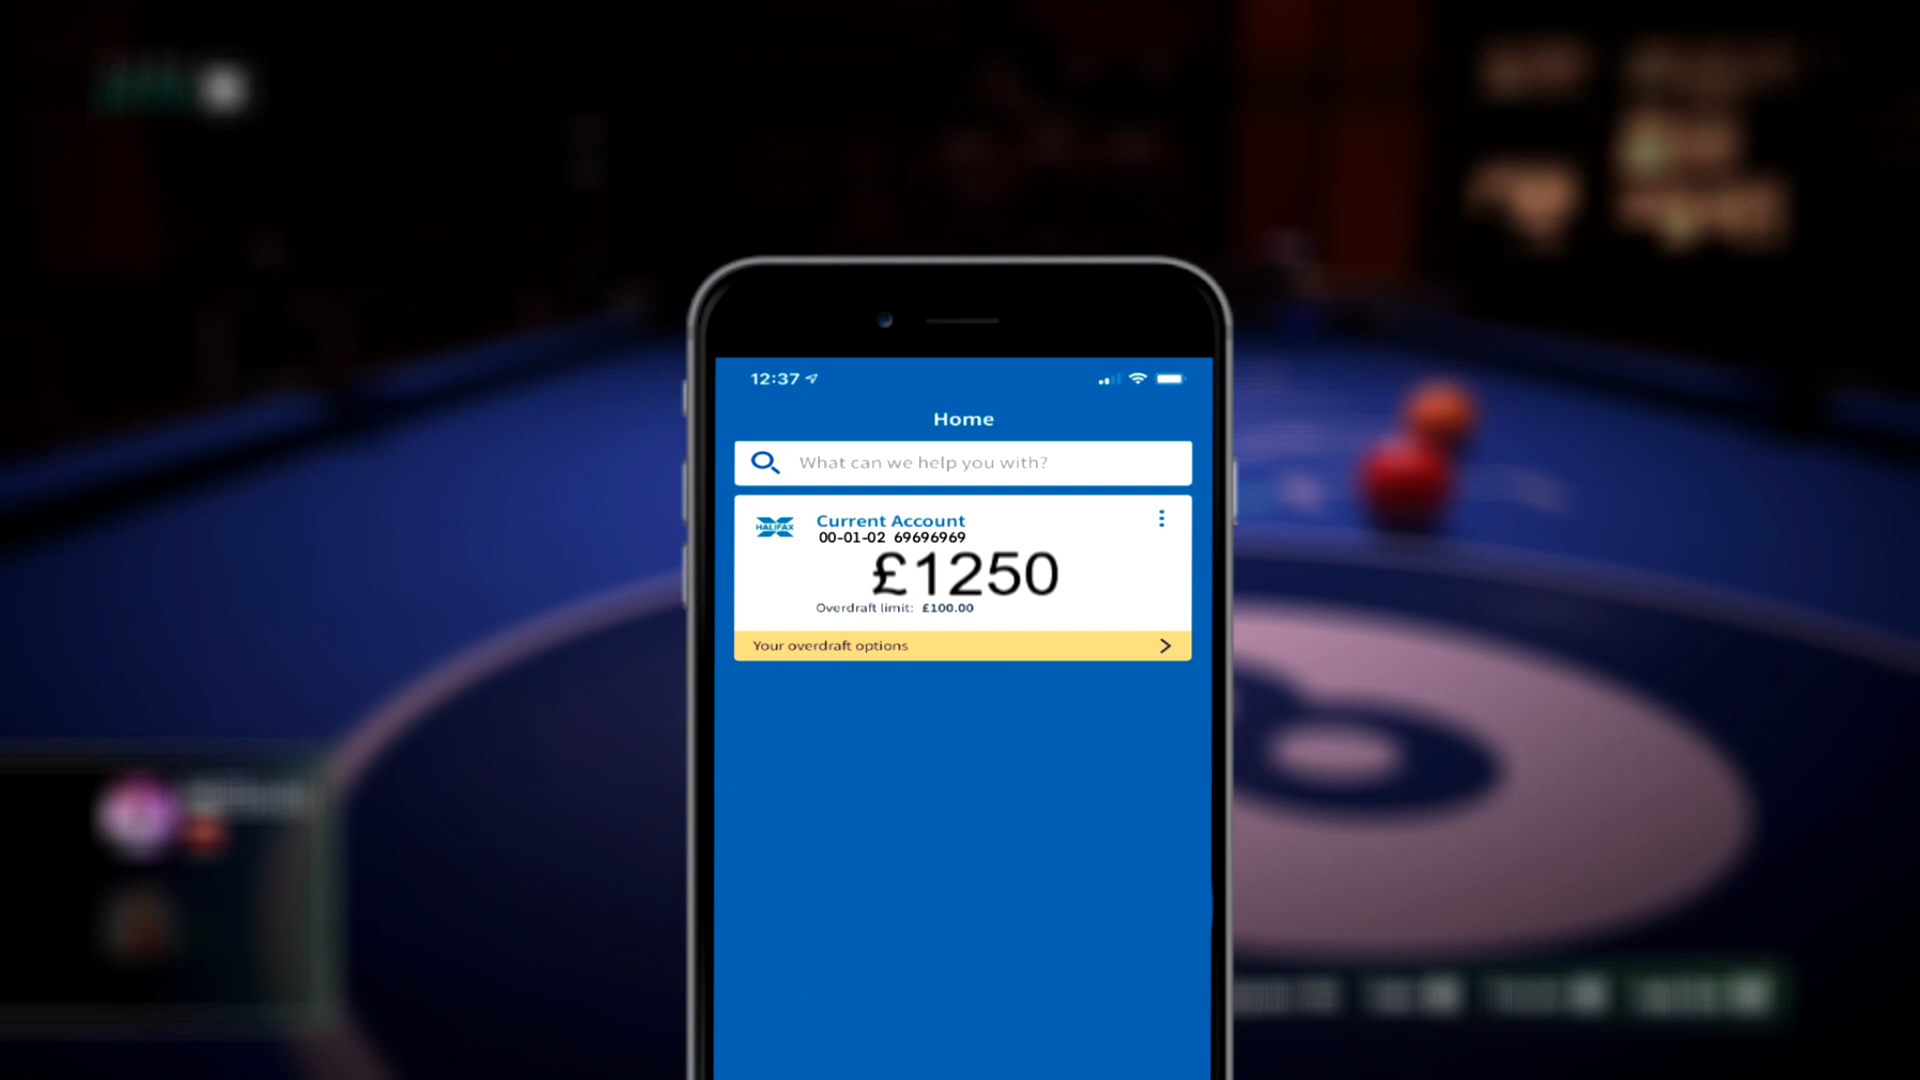 12:37
Home
What can we help you with?
HALIFAX
Current Account
00-01-02 69696969
£1250
Overdraft limit: £100.00
Your overdraft options